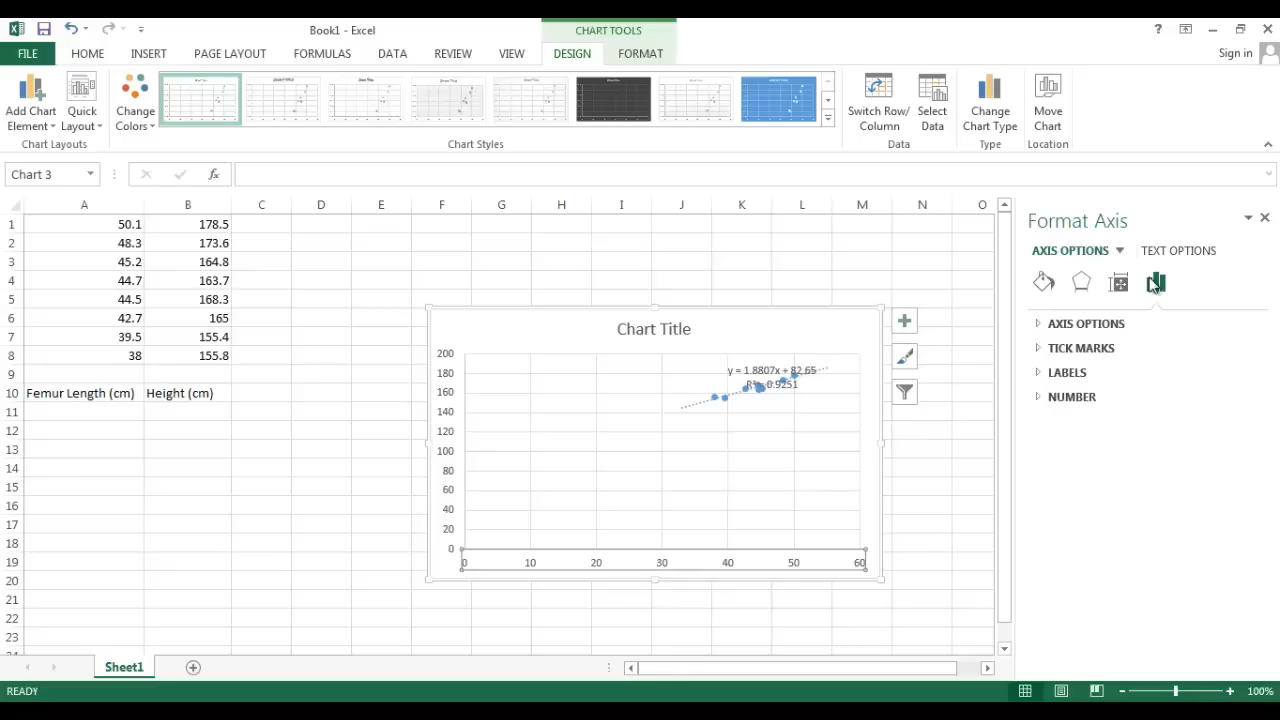 Book1 - Excel
CHART TOOLS
?
FILE HOME INSERT PAGE LAYOUT FORMULAS DATA REVIEW VIEW DESIGN FORMAT Sign in
Add Chart Element Quick Layout Change Colors Switch Row/ Column Select Data Change Chart Type Move Chart
Chart Layouts Chart Styles Data Type Location
Chart 3 fx
A B C D E F G H I J K L M N O
1 50.1 178.5
2 48.3 173.6
3 45.2 164.8
4 44.7 163.7
5 44.5 168.3
6 42.7 165
7 39.5 155.4
8 38 155.8
9
10 Femur Length (cm) Height (cm)
11
12
13
14
15
16
17
18
19
20
21
22
23
Chart Title
y = 1.8807x + 82.65
R² = 0.9251
200
180
160
140
120
100
80
60
40
20
0
0 10 20 30 40 50 60
Format Axis
AXIS OPTIONS TEXT OPTIONS
AXIS OPTIONS
TICK MARKS
LABELS
NUMBER
Sheet1
READY 100%